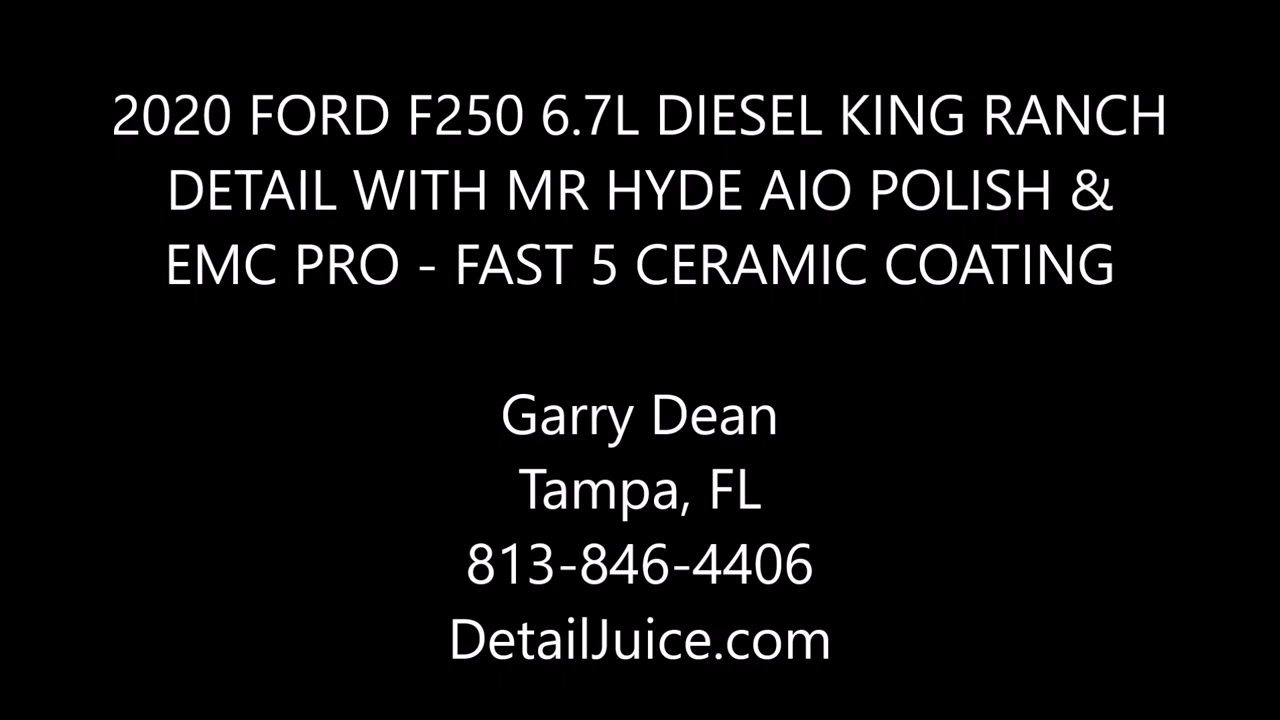 2020 FORD F250 6.7L DIESEL KING RANCH
DETAIL WITH MR HYDE AIO POLISH &
EMC PRO - FAST 5 CERAMIC COATING
Garry Dean
Tampa, FL
813-846-4406
DetailJuice.com